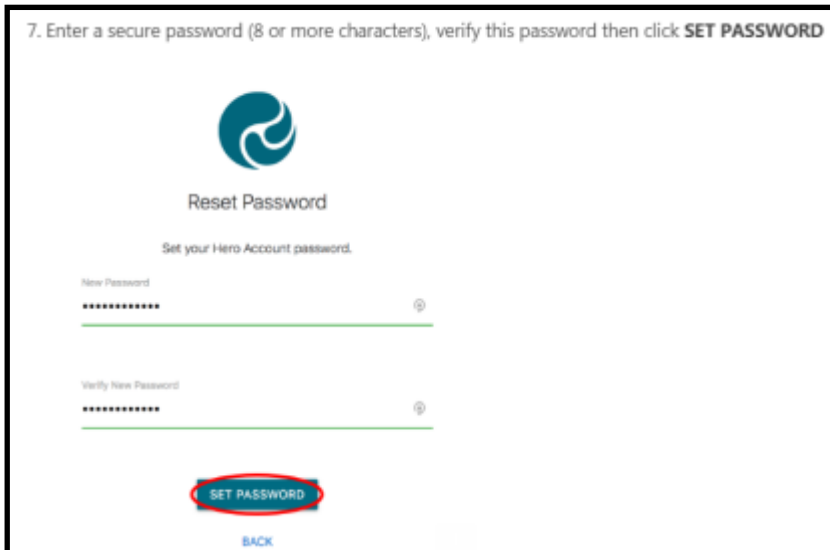 7. Enter a secure password (8 or more characters), verify this password then click SET PASSWORD
Reset Password
Set your Hero Account password.
New Password
••••••••••••
Verify New Password
••••••••••••
SET PASSWORD
BACK